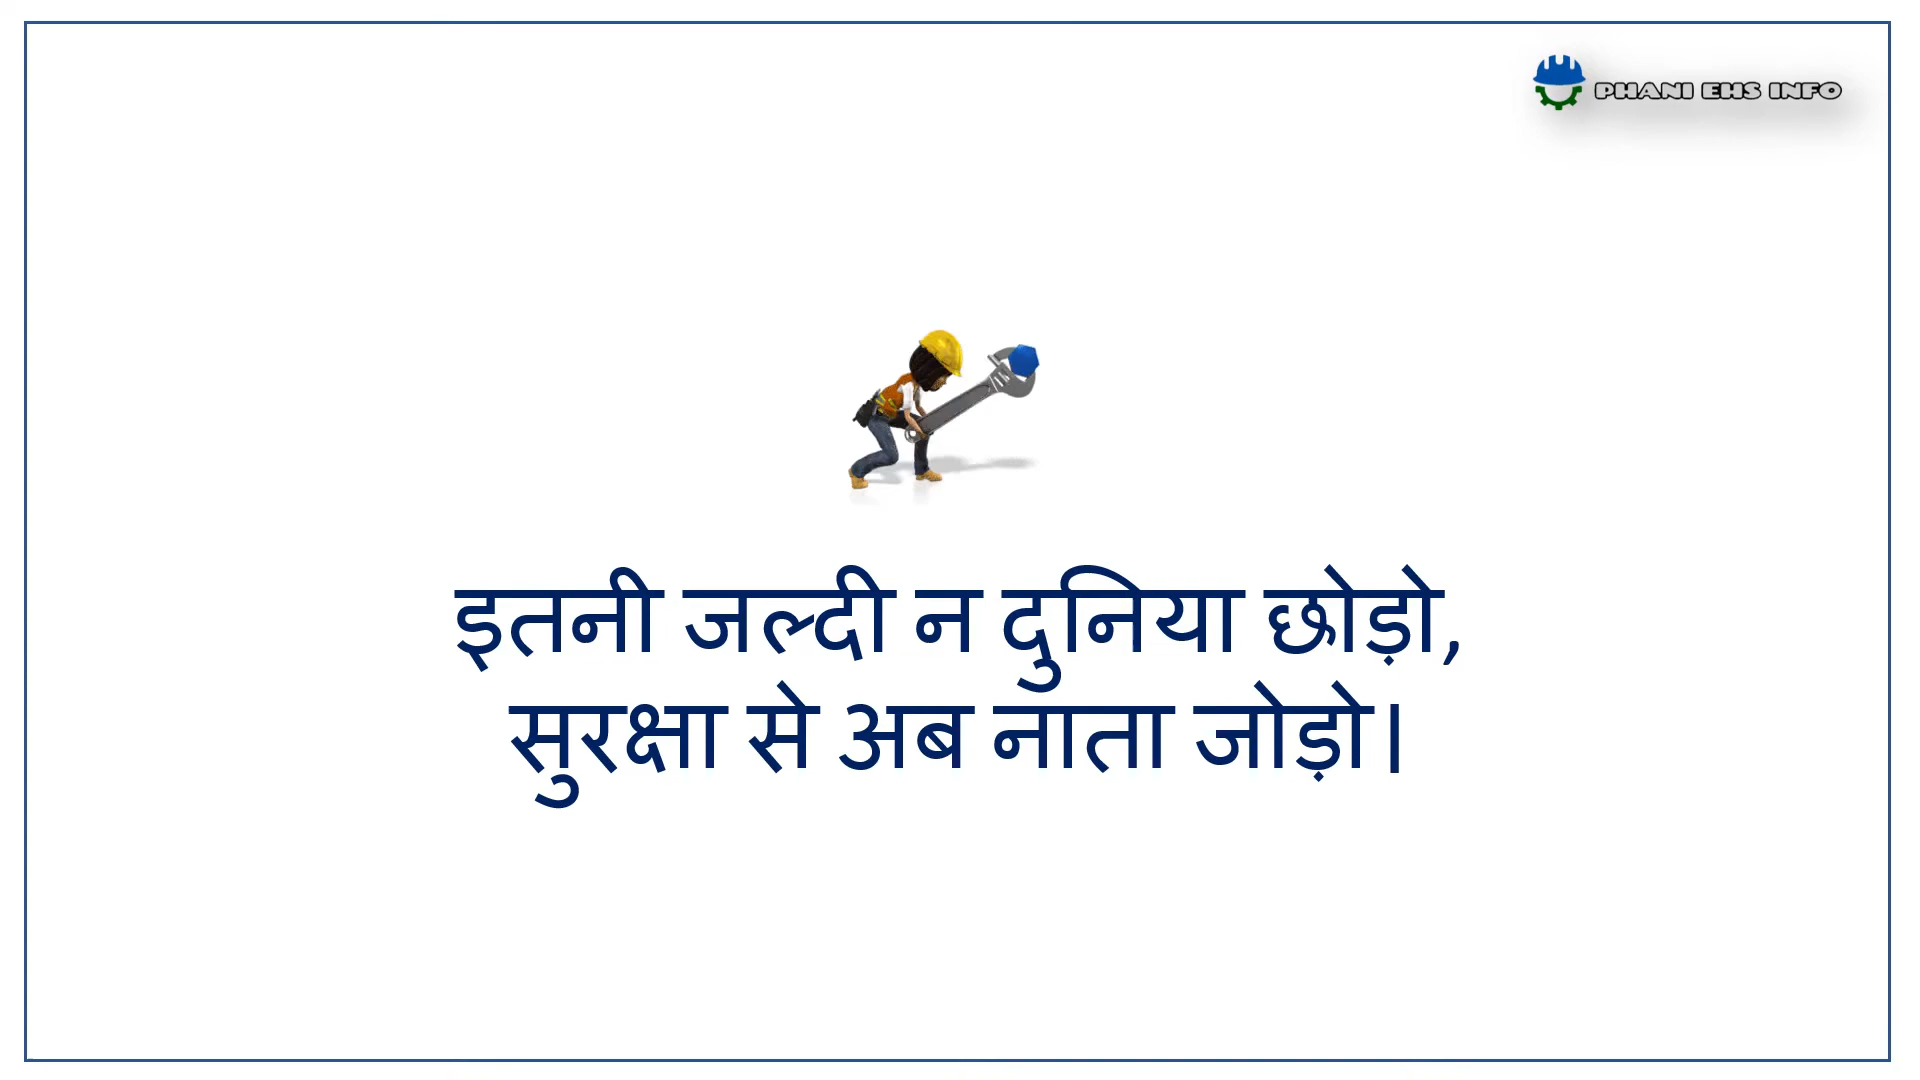 PHANI EHS INFO
इतनी जल्दी न दुनिया छोड़ो,
सुरक्षा से अब नाता जोड़ो।